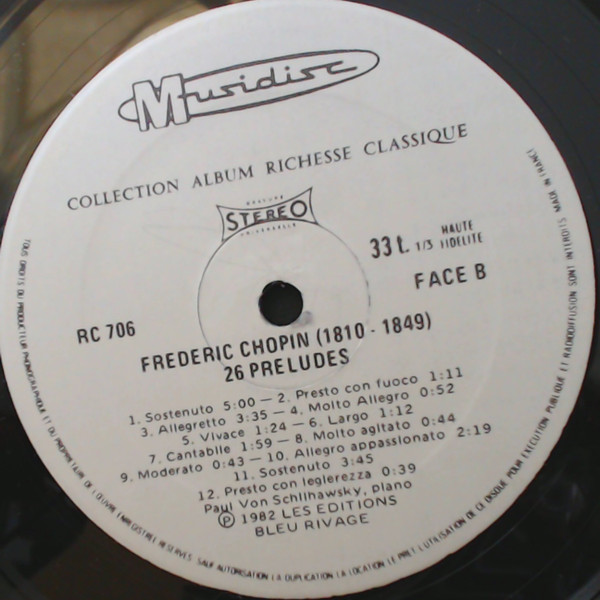 Musidisc
COLLECTION ALBUM RICHESSE CLASSIQUE
GRAVURE
STEREO
UNIVERSELLE
33 t. 1/3 HAUTE FIDELITE
FACE B
RC 706
FREDERIC CHOPIN (1810 - 1849)
26 PRELUDES
1. Sostenuto 5:00 — 2. Presto con fuoco 1:11
3. Allegretto 3:35 — 4. Molto Allegro 0:52
5. Vivace 1:24 — 6. Largo 1:12
7. Cantabile 1:59 — 8. Molto agitato 0:44
9. Moderato 0:43 — 10. Allegro appassionato 2:19
11. Sostenuto 3:45
12. Presto con leglerezza 0:39
Paul Von Schilhawsky, piano
Ⓟ 1982 LES EDITIONS
BLEU RIVAGE
TOUS DROITS DU PRODUCTEUR PHONOGRAPHIQUE ET DU PROPRIETAIRE DE L'ŒUVRE ENREGISTREE RESERVES. SAUF AUTORISATION LA DUPLICATION LA LOCATION LE PRET L'UTILISATION DE CE DISQUE POUR EXECUTION PUBLIQUE ET RADIODIFFUSION SONT INTERDITS MADE IN FRANCE